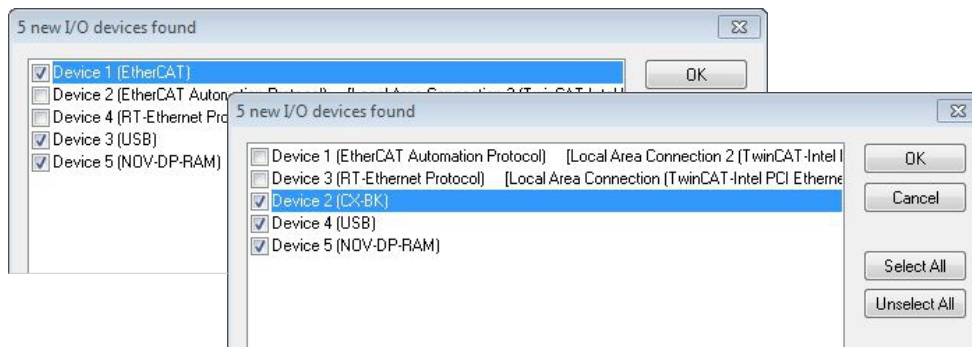 5 new I/O devices found
Device 1 (EtherCAT)
OK
Device 2 (EtherCAT
Device 4 (RT-Ethernet
Device 3 (USB)
Device 5 (NOV-DP-RAM)
5 new I/O devices found
Device 1 (EtherCAT Automation Protocol) [Local Area Connection 2 (TwinCAT-Intel
OK
Device 3 (RT-Ethernet Protocol) [Local Area Connection (TwinCAT-Intel PCI Etherne
Device 2 (CX-BK)
Cancel
Device 4 (USB)
Device 5 (NOV-DP-RAM)
Select All
Unselect All